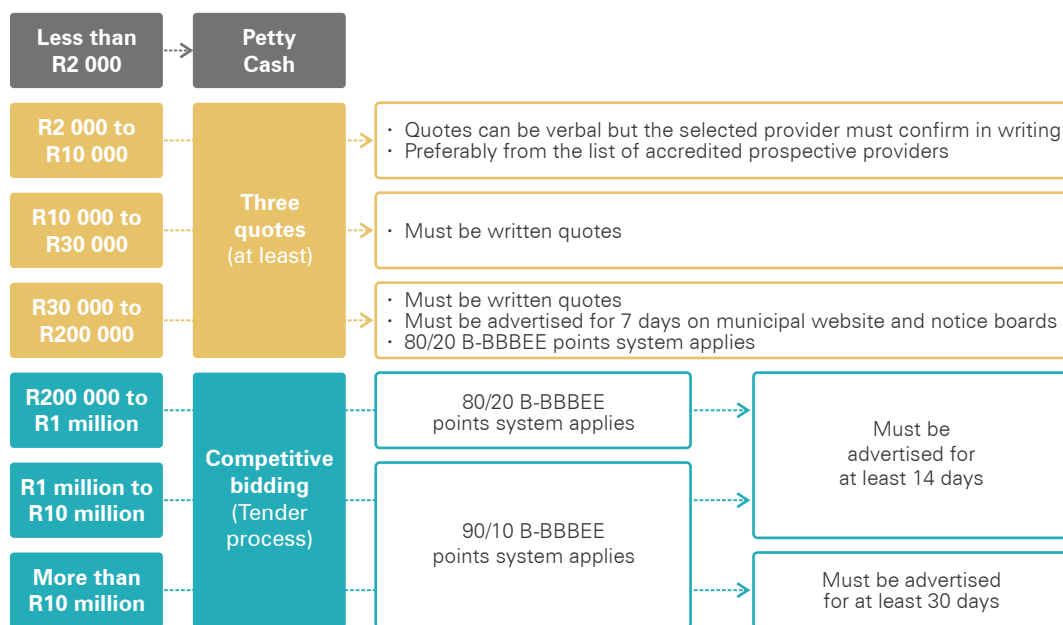 Less than
R2 000
Petty
Cash
R2 000 to
R10 000
Three
quotes
(at least)
· Quotes can be verbal but the selected provider must confirm in writing
· Preferably from the list of accredited prospective providers
R10 000 to
R30 000
· Must be written quotes
R30 000 to
R200 000
· Must be written quotes
· Must be advertised for 7 days on municipal website and notice boards
· 80/20 B-BBBEE points system applies
R200 000 to
R1 million
Competitive
bidding
(Tender
process)
80/20 B-BBBEE
points system applies
Must be
advertised for
at least 14 days
R1 million to
R10 million
90/10 B-BBBEE
points system applies
More than
R10 million
Must be advertised
for at least 30 days